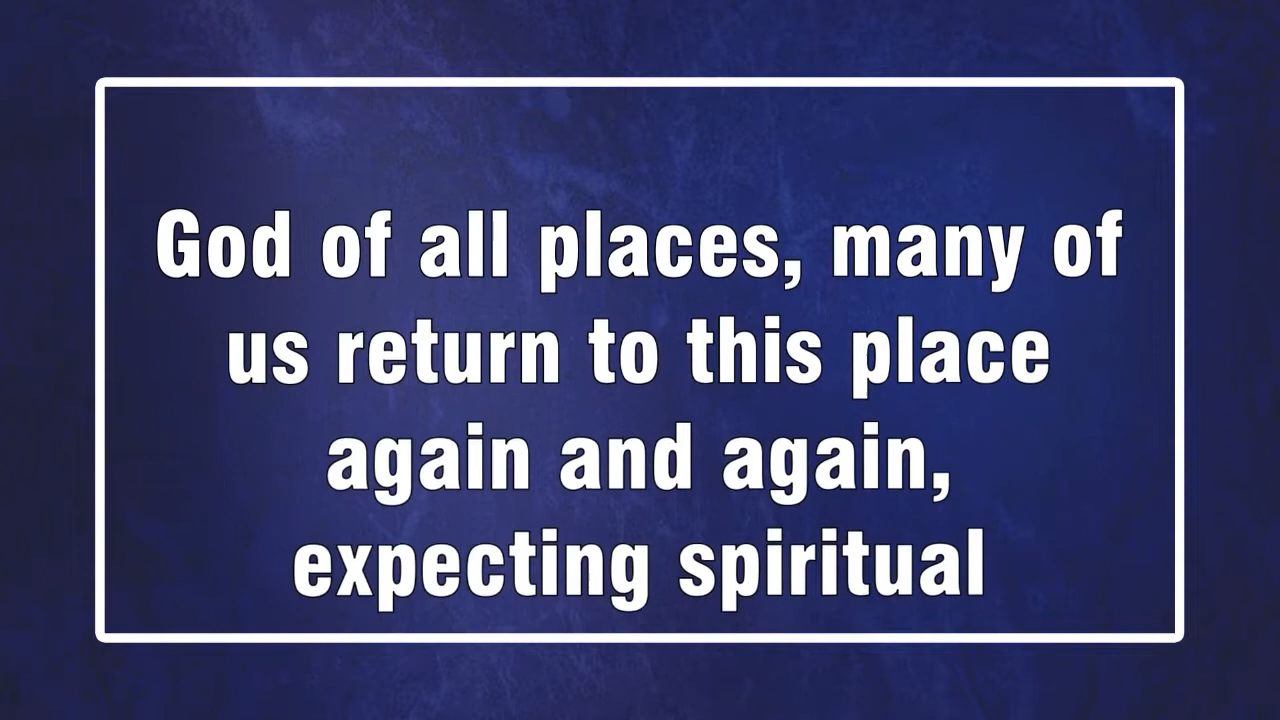 God of all places, many of
us return to this place
again and again,
expecting spiritual